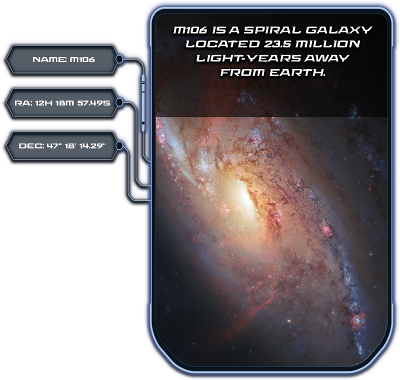 M106 IS A SPIRAL GALAXY
LOCATED 23.5 MILLION
LIGHT-YEARS AWAY
FROM EARTH.
NAME: M106
RA: 12H 18M 57.49S
DEC: 47° 18' 14.29"